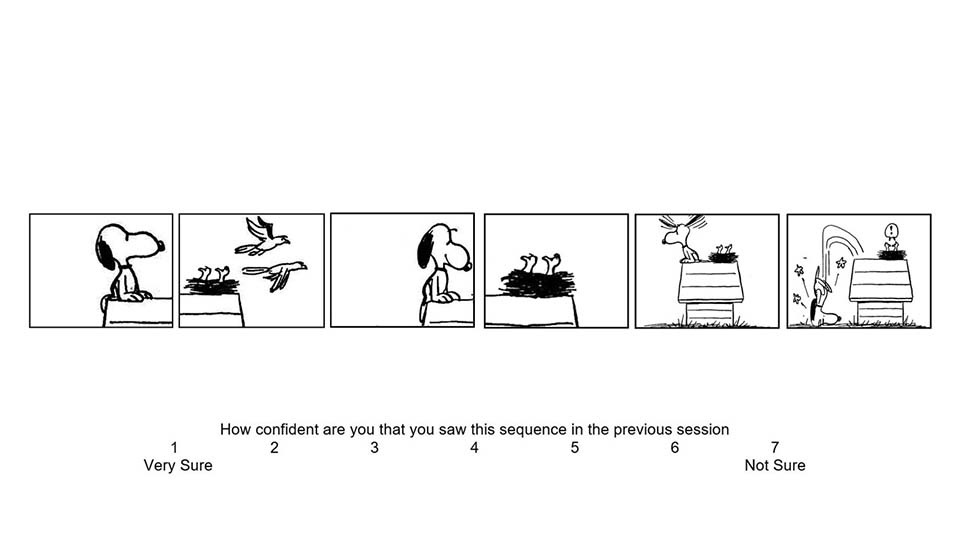 !
How confident are you that you saw this sequence in the previous session
1 2 3 4 5 6 7
Very Sure Not Sure